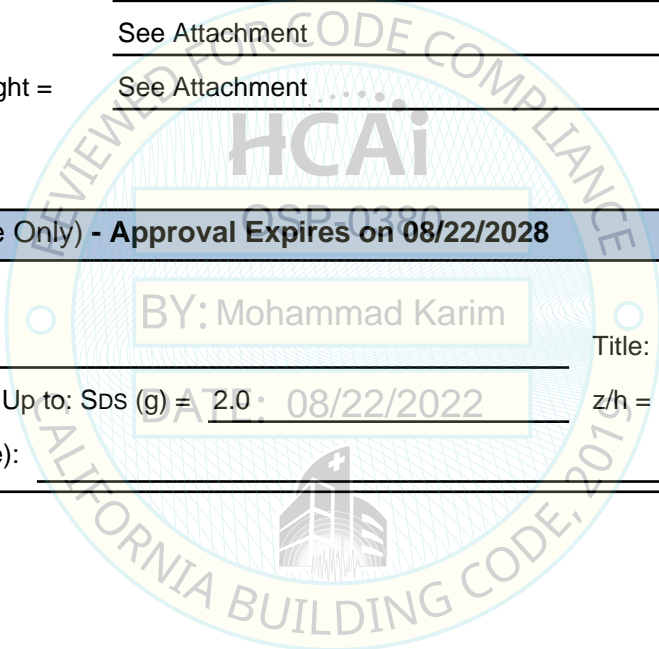 See Attachment
ght = See Attachment
REVIEWED FOR CODE COMPLIANCE
HCAi
OSP-0380
e Only) - Approval Expires on 08/22/2028
BY: Mohammad Karim
Title:
Up to: SDS (g) = 2.0 z/h =
DATE: 08/22/2022
e):
CALIFORNIA BUILDING CODE, 2019